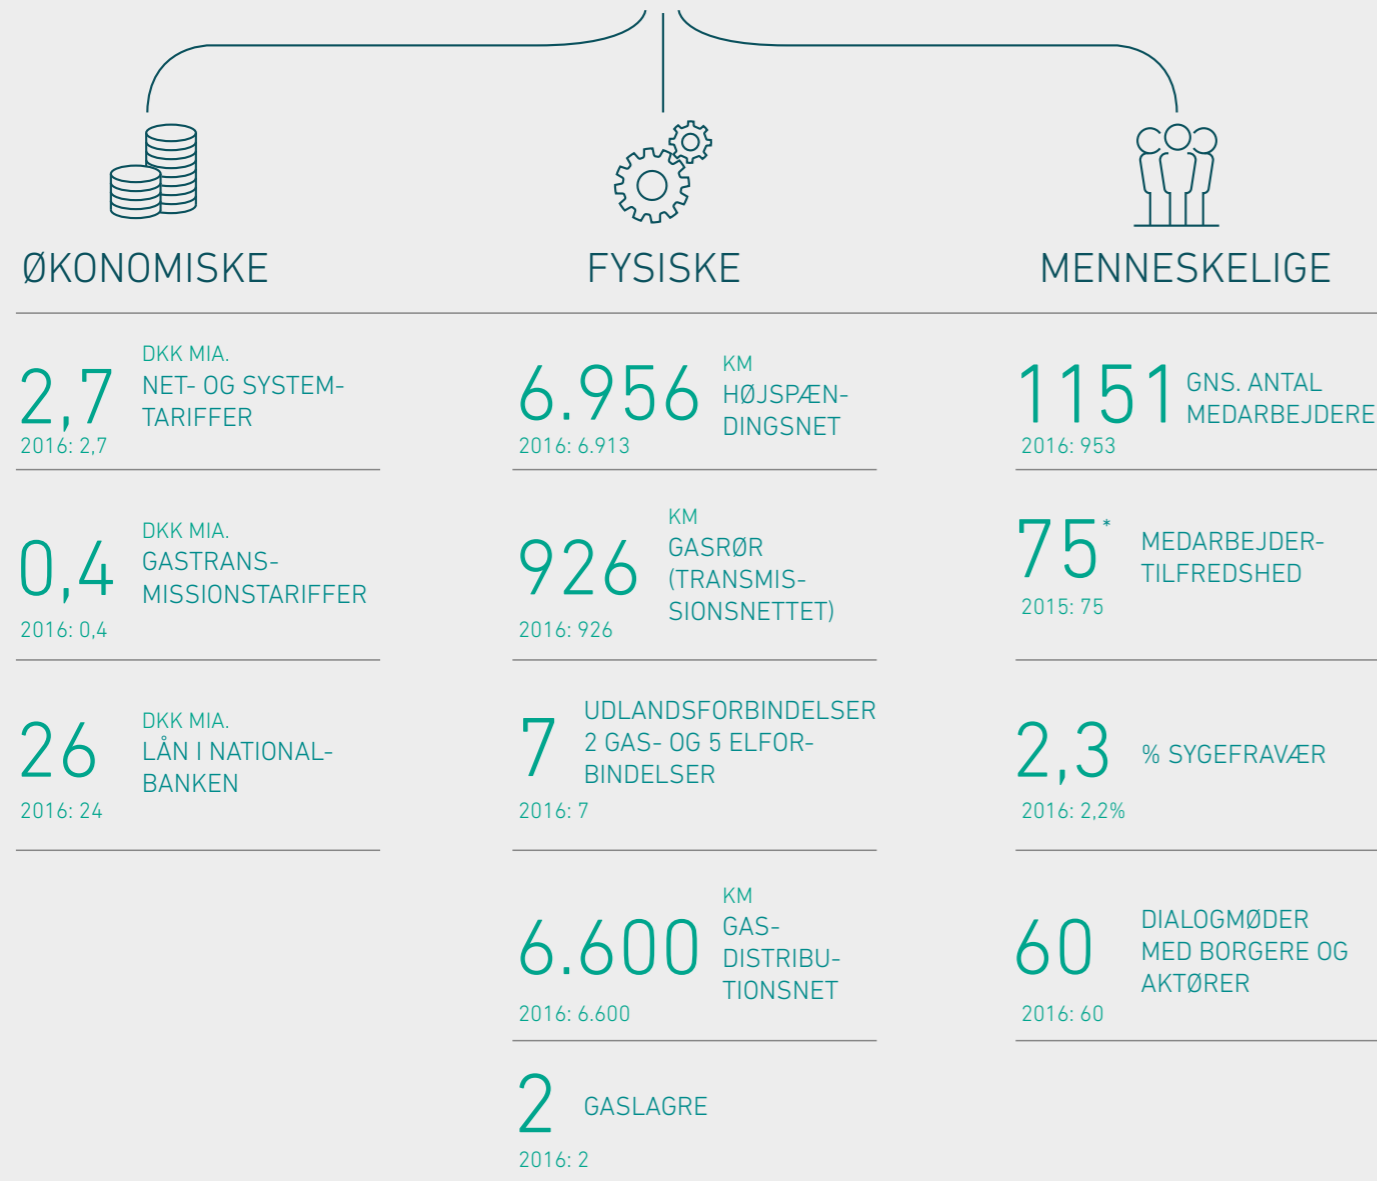 ØKONOMISKE
2,7
DKK MIA.
NET- OG SYSTEM-
TARIFFER
2016: 2,7
0,4
DKK MIA.
GASTRANS-
MISSIONSTARIFFER
2016: 0,4
26
DKK MIA.
LÅN I NATIONAL-
BANKEN
2016: 24
FYSISKE
6.956
KM
HØJSPÆN-
DINGSNET
2016: 6.913
926
KM
GASRØR
(TRANSMIS-
SIONSNETTET)
2016: 926
7
UDLANDSFORBINDELSER
2 GAS- OG 5 ELFOR-
BINDELSER
2016: 7
6.600
KM
GAS-
DISTRIBU-
TIONSNET
2016: 6.600
2
GASLAGRE
2016: 2
MENNESKELIGE
1151
GNS. ANTAL
MEDARBEJDERE
2016: 953
75*
MEDARBEJDER-
TILFREDSHED
2015: 75
2,3
% SYGEFRAVÆR
2016: 2,2%
60
DIALOGMØDER
MED BORGERE OG
AKTØRER
2016: 60